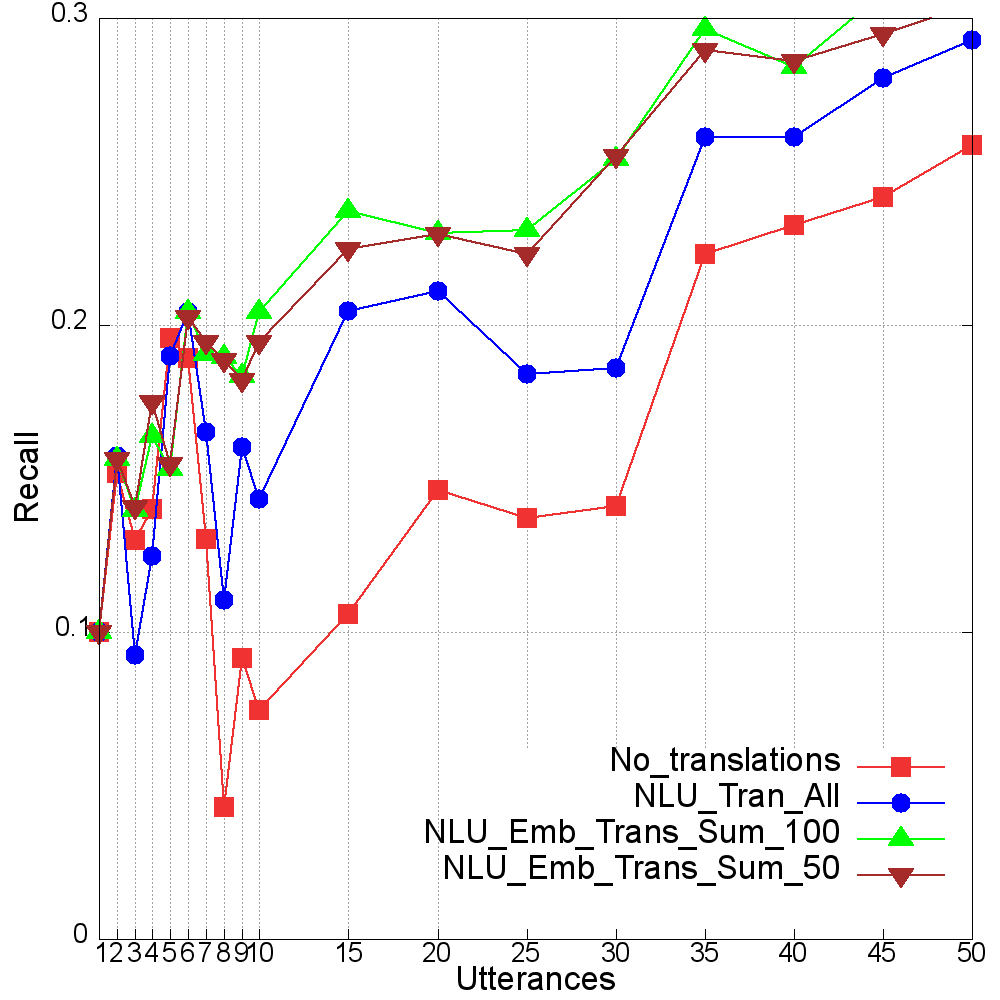 0.3
0.2
0.1
0
Recall
No_translations
NLU_Tran_All
NLU_Emb_Trans_Sum_100
NLU_Emb_Trans_Sum_50
1 2 3 4 5 6 7 8 9 10 15 20 25 30 35 40 45 50
Utterances